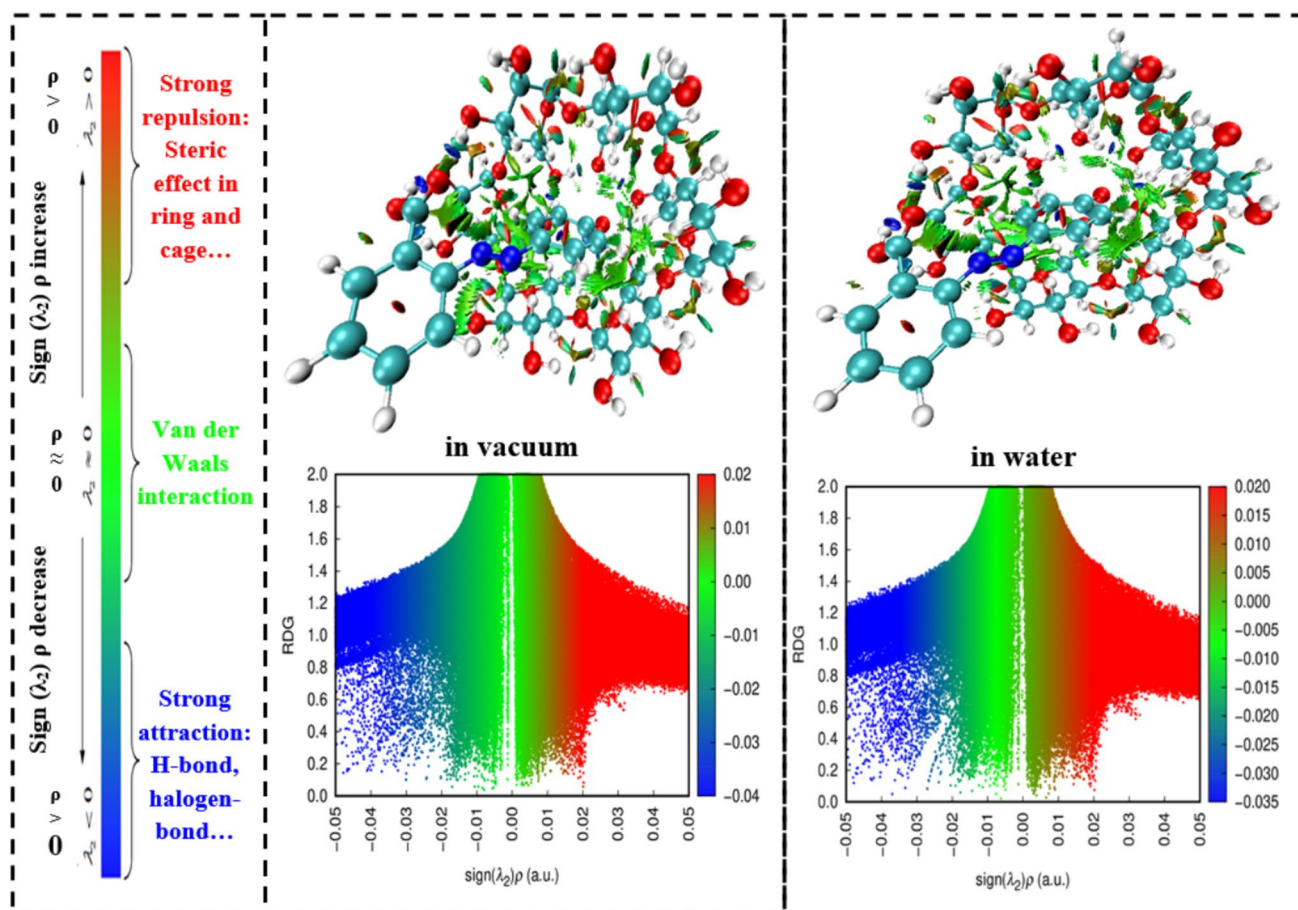 ρ > 0
λ₂ > 0
Sign (λ₂) ρ increase
ρ ≈ 0
λ₂ ≈ 0
Sign (λ₂) ρ decrease
ρ > 0
λ₂ < 0
Strong
repulsion:
Steric
effect in
ring and
cage…
Van der
Waals
interaction
Strong
attraction:
H-bond,
halogen-
bond…
in vacuum
RDG
2.0
1.8
1.6
1.4
1.2
1.0
0.8
0.6
0.4
0.2
0.0
−0.05
−0.04
−0.03
−0.02
−0.01
0.00
0.01
0.02
0.03
0.04
0.05
sign(λ₂)ρ (a.u.)
0.02
0.01
0.00
−0.01
−0.02
−0.03
−0.04
in water
RDG
2.0
1.8
1.6
1.4
1.2
1.0
0.8
0.6
0.4
0.2
0.0
−0.05
−0.04
−0.03
−0.02
−0.01
0.00
0.01
0.02
0.03
0.04
0.05
sign(λ₂)ρ (a.u.)
0.020
0.015
0.010
0.005
0.000
−0.005
−0.010
−0.015
−0.020
−0.025
−0.030
−0.035